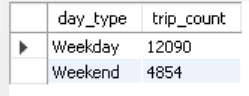 day_type trip_count
Weekday 12090
Weekend 4854